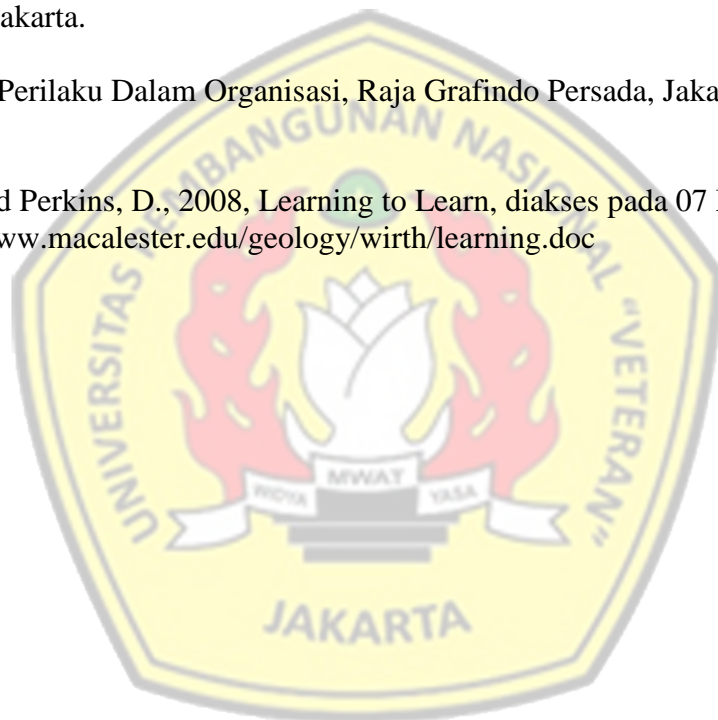 akarta.
Perilaku Dalam Organisasi, Raja Grafindo Persada, Jaka
d Perkins, D., 2008, Learning to Learn, diakses pada 07
ww.macalester.edu/geology/wirth/learning.doc
UNIVERSITAS PEMBANGUNAN NASIONAL "VETERAN"
WIDYA MWAT YASA
JAKARTA